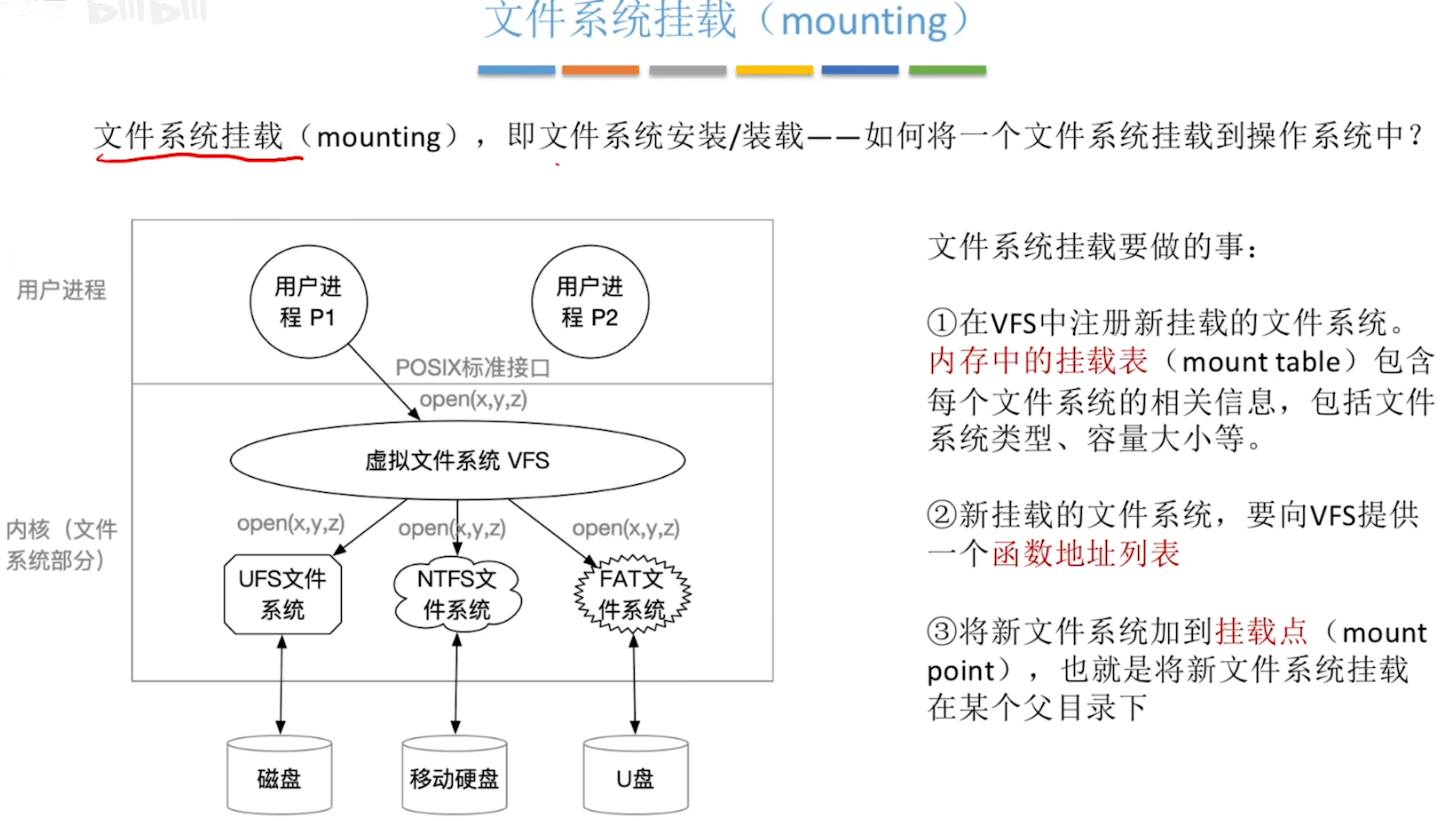 bilibili
文件系统挂载（mounting）
文件系统挂载（mounting），即文件系统安装/装载——如何将一个文件系统挂载到操作系统中？
用户进程
用户进
程 P1
用户进
程 P2
POSIX标准接口
open(x,y,z)
虚拟文件系统 VFS
内核（文件
系统部分）
open(x,y,z)
open(x,y,z)
open(x,y,z)
UFS文件
系统
NTFS文
件系统
FAT文
件系统
磁盘
移动硬盘
U盘
文件系统挂载要做的事：
①在VFS中注册新挂载的文件系统。
内存中的挂载表（mount table）包含
每个文件系统的相关信息，包括文件
系统类型、容量大小等。
②新挂载的文件系统，要向VFS提供
一个函数地址列表
③将新文件系统加到挂载点（mount
point），也就是将新文件系统挂载
在某个父目录下